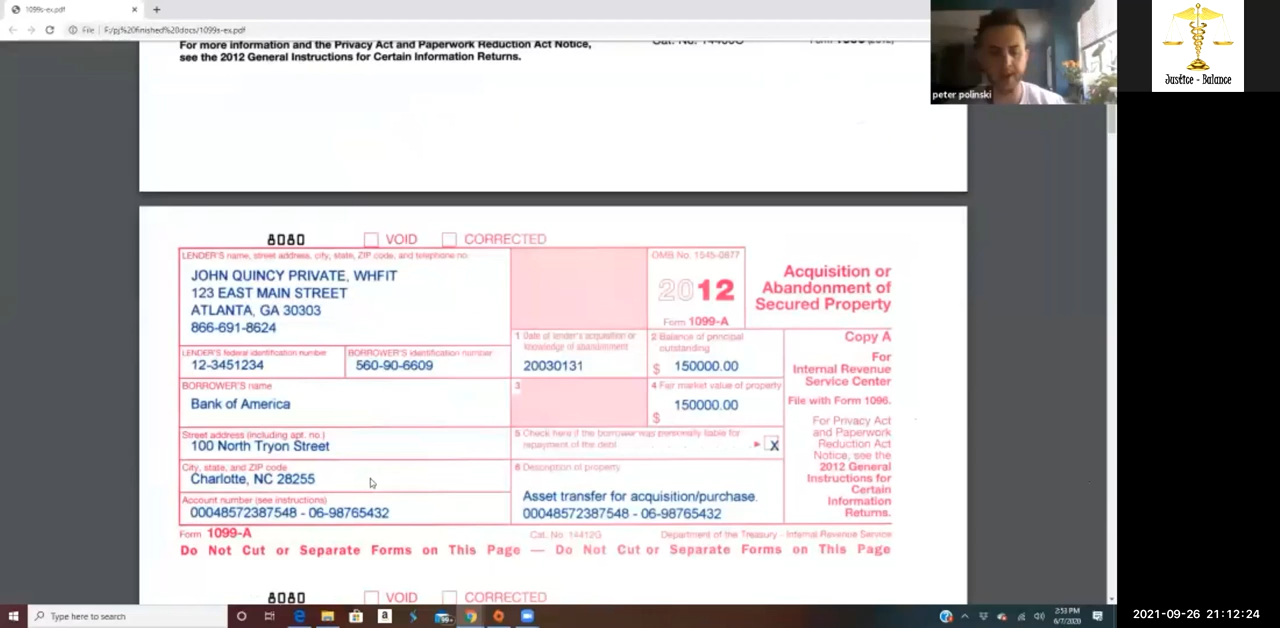 1099s-ex.pdf
File F:/pj%20finished%20docs/1099s-ex.pdf
For more information and the Privacy Act and Paperwork Reduction Act Notice,
see the 2012 General Instructions for Certain Information Returns.
peter polinski
Justice - Balance
8080 VOID CORRECTED
LENDER'S name, street address, city, state, ZIP code, and telephone no.
JOHN QUINCY PRIVATE, WHFIT
123 EAST MAIN STREET
ATLANTA, GA 30303
866-691-8624
OMB No. 1545-0877
2012
Form 1099-A
Acquisition or
Abandonment of
Secured Property
1 Date of lender's acquisition or
knowledge of abandonment
20030131
2 Balance of principal
outstanding
$ 150000.00
Copy A
For
Internal Revenue
Service Center
File with Form 1096.
For Privacy Act
and Paperwork
Reduction Act
Notice, see the
2012 General
Instructions for
Certain
Information
Returns.
LENDER'S federal identification number
12-3451234
BORROWER'S identification number
560-90-6609
BORROWER'S name
Bank of America
3
4 Fair market value of property
150000.00
$
Street address (including apt. no.)
100 North Tryon Street
5 Check here if the borrower was personally liable for
repayment of the debt X
City, state, and ZIP code
Charlotte, NC 28255
6 Description of property
Asset transfer for acquisition/purchase.
00048572387548 - 06-98765432
Account number (see instructions)
00048572387548 - 06-98765432
Form 1099-A Cat. No. 14412G Department of the Treasury - Internal Revenue Service
Do Not Cut or Separate Forms on This Page — Do Not Cut or Separate Forms on This Page
8080 VOID CORRECTED
Type here to search
2:53 PM
6/7/2020
2021-09-26 21:12:24